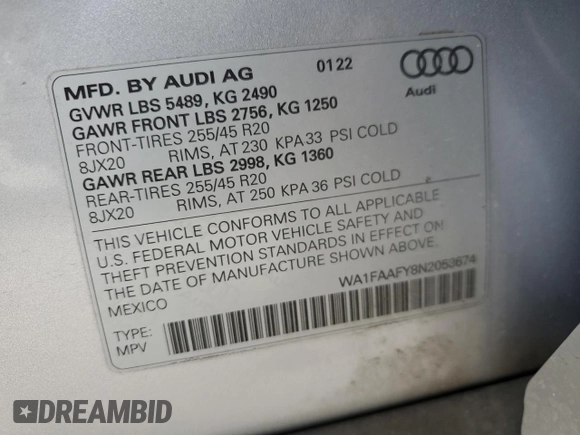 MFD. BY AUDI AG 0122
GVWR LBS 5489, KG 2490
GAWR FRONT LBS 2756, KG 1250
FRONT-TIRES 255/45 R20
8JX20 RIMS, AT 230 KPA 33 PSI COLD
GAWR REAR LBS 2998, KG 1360
REAR-TIRES 255/45 R20
8JX20 RIMS, AT 250 KPA 36 PSI COLD
Audi
THIS VEHICLE CONFORMS TO ALL APPLICABLE
U.S. FEDERAL MOTOR VEHICLE SAFETY AND
THEFT PREVENTION STANDARDS IN EFFECT ON
THE DATE OF MANUFACTURE SHOWN ABOVE.
MEXICO WA1FAAFY8N2053674
TYPE:
MPV
DREAMBID